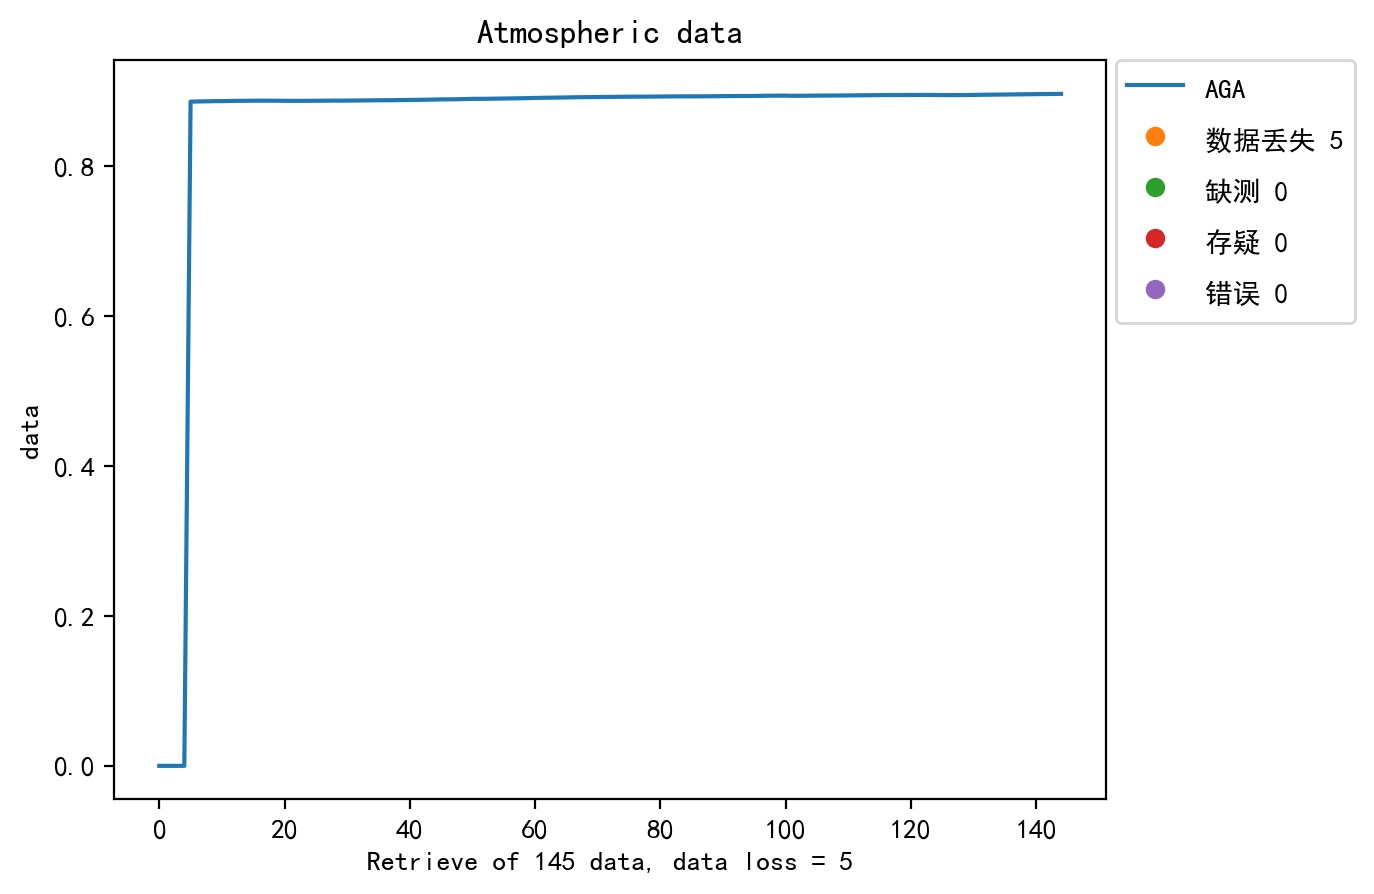 Atmospheric data
AGA
数据丢失 5
缺测 0
存疑 0
错误 0
data
0.8
0.6
0.4
0.2
0.0
0 20 40 60 80 100 120 140
Retrieve of 145 data, data loss = 5